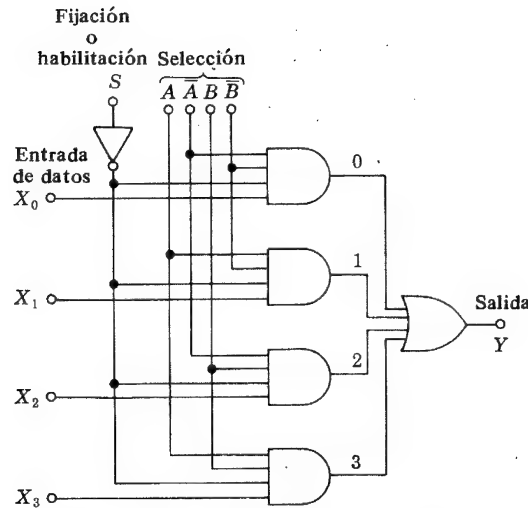 Fijación
o
habilitación Selección
S A A̅ B B̅
Entrada
de datos
X₀
0
X₁
1
Salida
Y
X₂
2
X₃
3